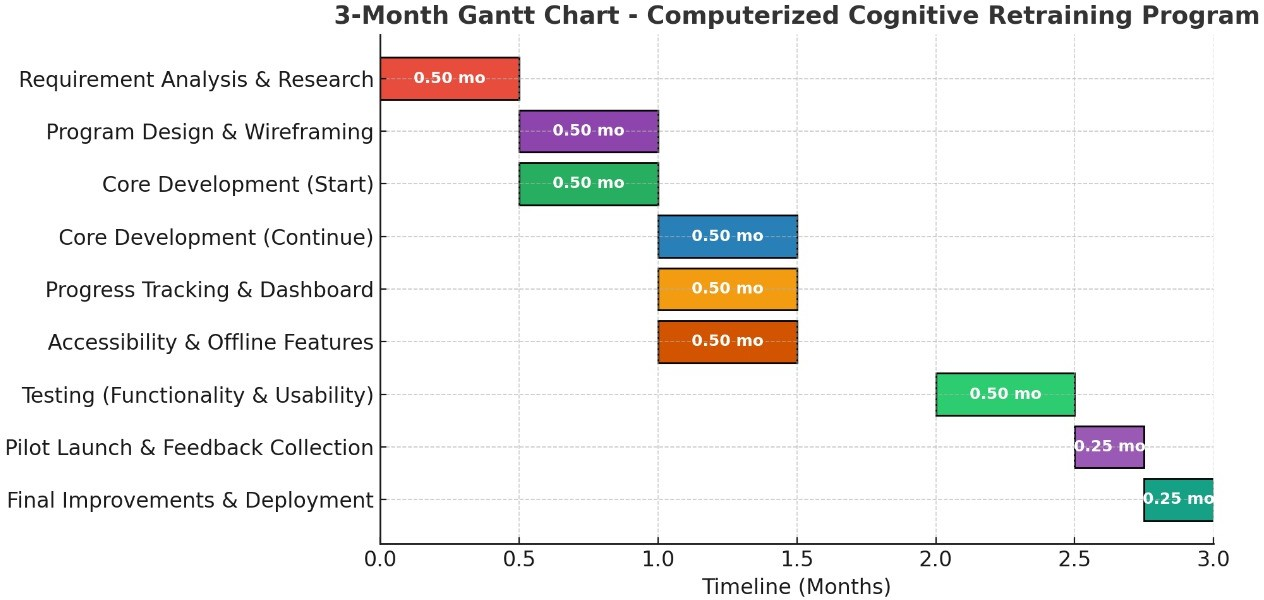 3-Month Gantt Chart - Computerized Cognitive Retraining Program
Requirement Analysis & Research
0.50 mo
Program Design & Wireframing
0.50 mo
Core Development (Start)
0.50 mo
Core Development (Continue)
0.50 mo
Progress Tracking & Dashboard
0.50 mo
Accessibility & Offline Features
0.50 mo
Testing (Functionality & Usability)
0.50 mo
Pilot Launch & Feedback Collection
0.25 mo
Final Improvements & Deployment
0.25 mo
0.0 0.5 1.0 1.5 2.0 2.5 3.0
Timeline (Months)